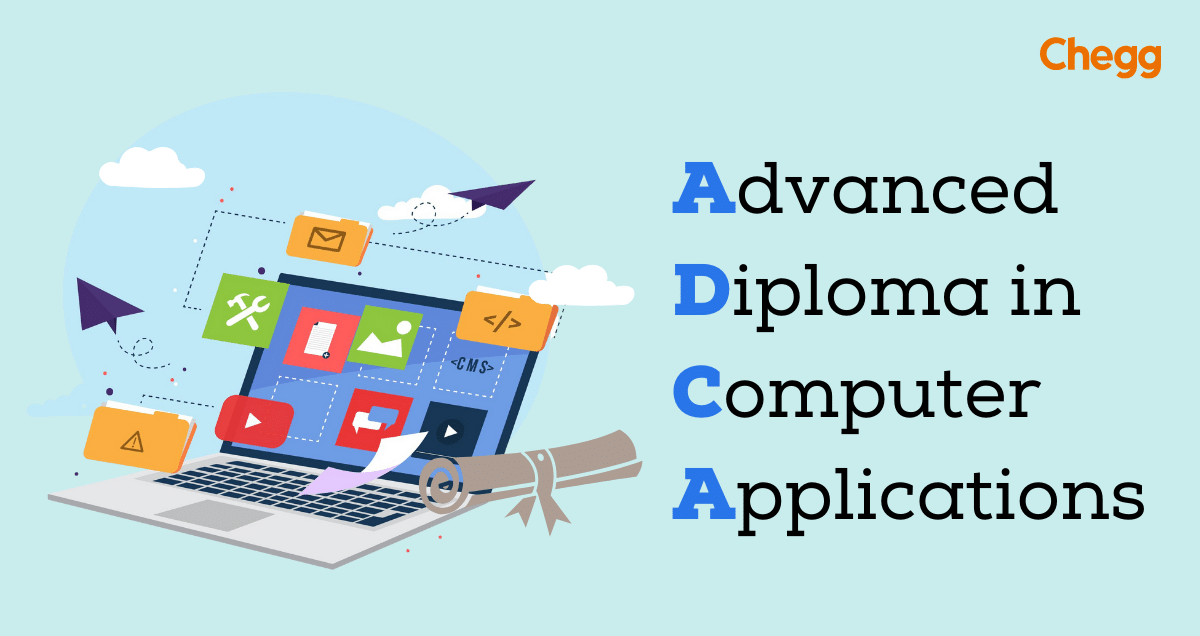 Chegg
Advanced
Diploma in
Computer
Applications
</>
<CMS>